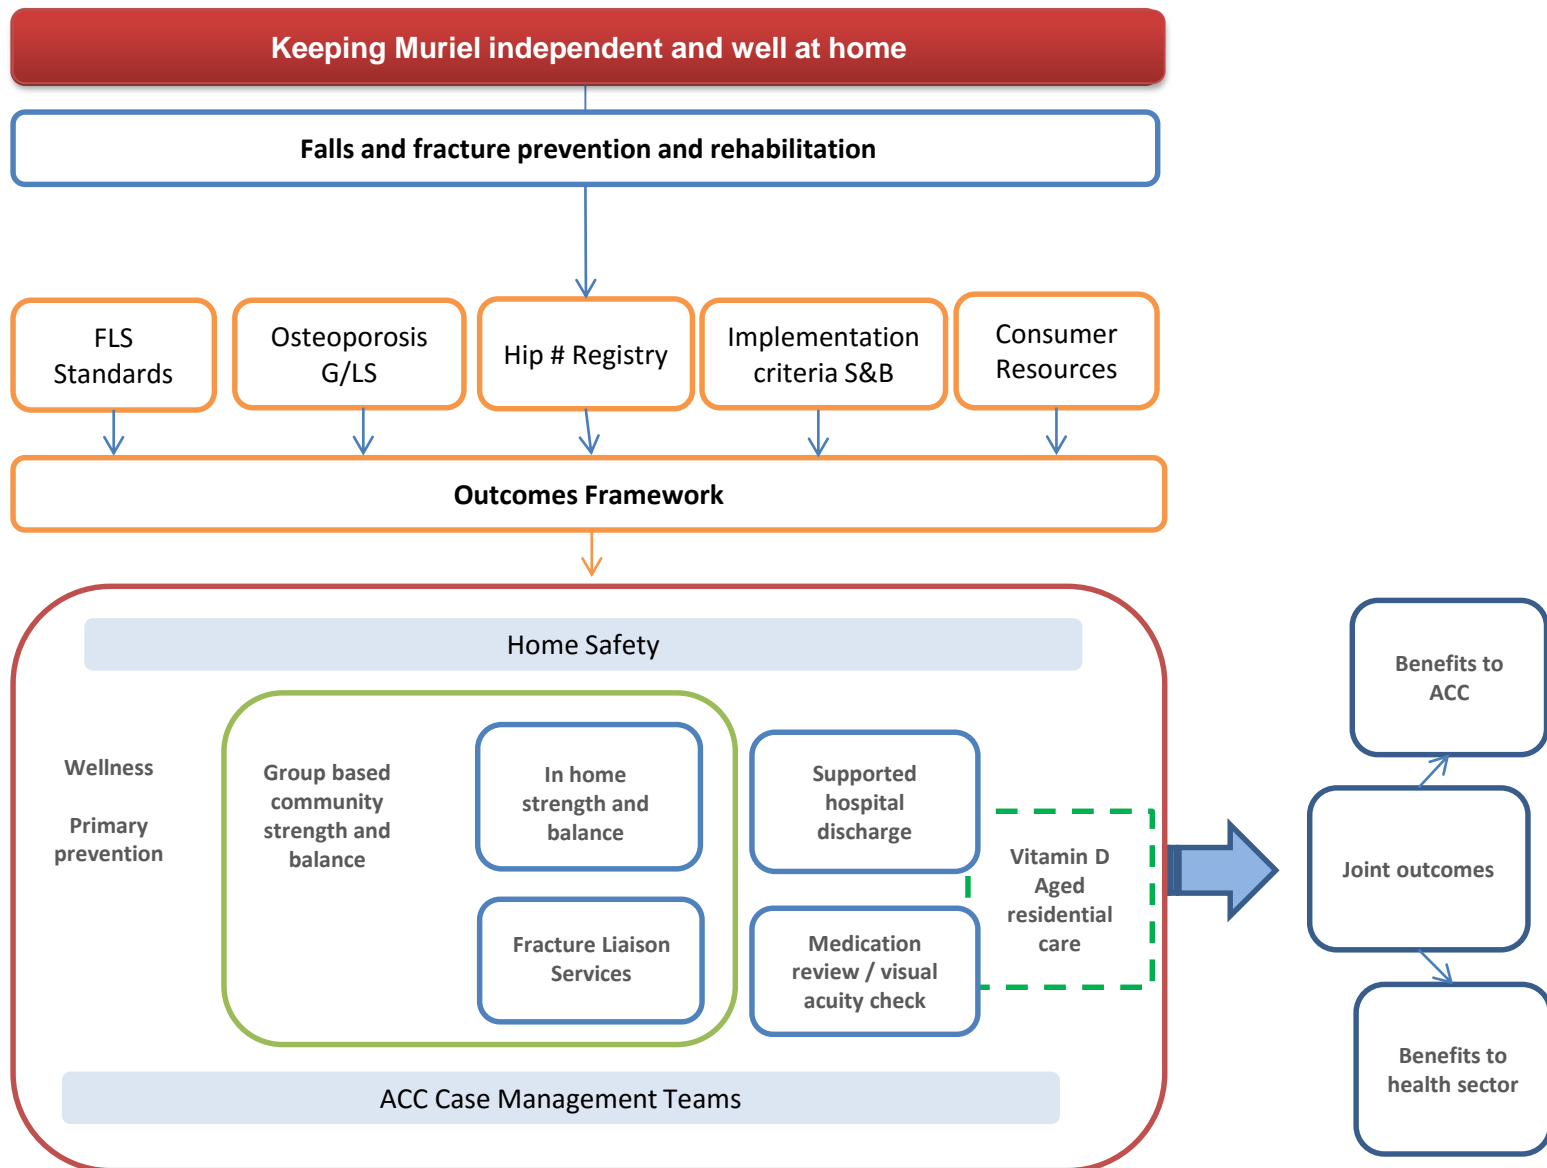 Keeping Muriel independent and well at home
Falls and fracture prevention and rehabilitation
FLS
Standards
Osteoporosis
G/LS
Hip # Registry
Implementation
criteria S&B
Consumer
Resources
Outcomes Framework
Home Safety
Wellness
Primary
prevention
Group based
community
strength and
balance
In home
strength and
balance
Fracture Liaison
Services
Supported
hospital
discharge
Medication
review / visual
acuity check
Vitamin D
Aged
residential
care
ACC Case Management Teams
Benefits to
ACC
Joint outcomes
Benefits to
health sector